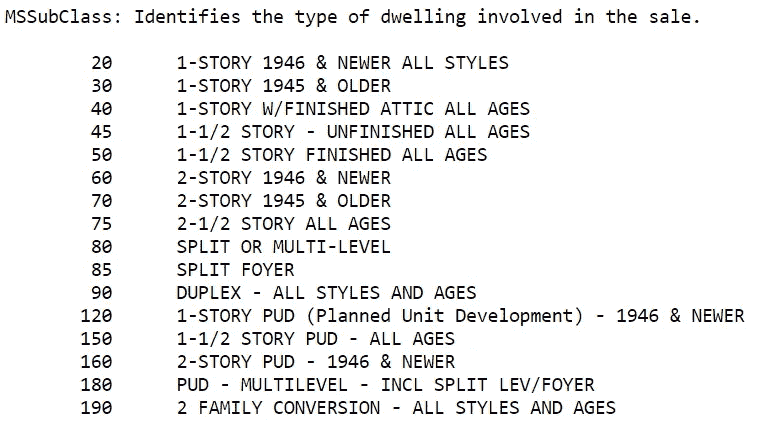 MSSubClass: Identifies the type of dwelling involved in the sale.
20 1-STORY 1946 & NEWER ALL STYLES
30 1-STORY 1945 & OLDER
40 1-STORY W/FINISHED ATTIC ALL AGES
45 1-1/2 STORY - UNFINISHED ALL AGES
50 1-1/2 STORY FINISHED ALL AGES
60 2-STORY 1946 & NEWER
70 2-STORY 1945 & OLDER
75 2-1/2 STORY ALL AGES
80 SPLIT OR MULTI-LEVEL
85 SPLIT FOYER
90 DUPLEX - ALL STYLES AND AGES
120 1-STORY PUD (Planned Unit Development) - 1946 & NEWER
150 1-1/2 STORY PUD - ALL AGES
160 2-STORY PUD - 1946 & NEWER
180 PUD - MULTILEVEL - INCL SPLIT LEV/FOYER
190 2 FAMILY CONVERSION - ALL STYLES AND AGES